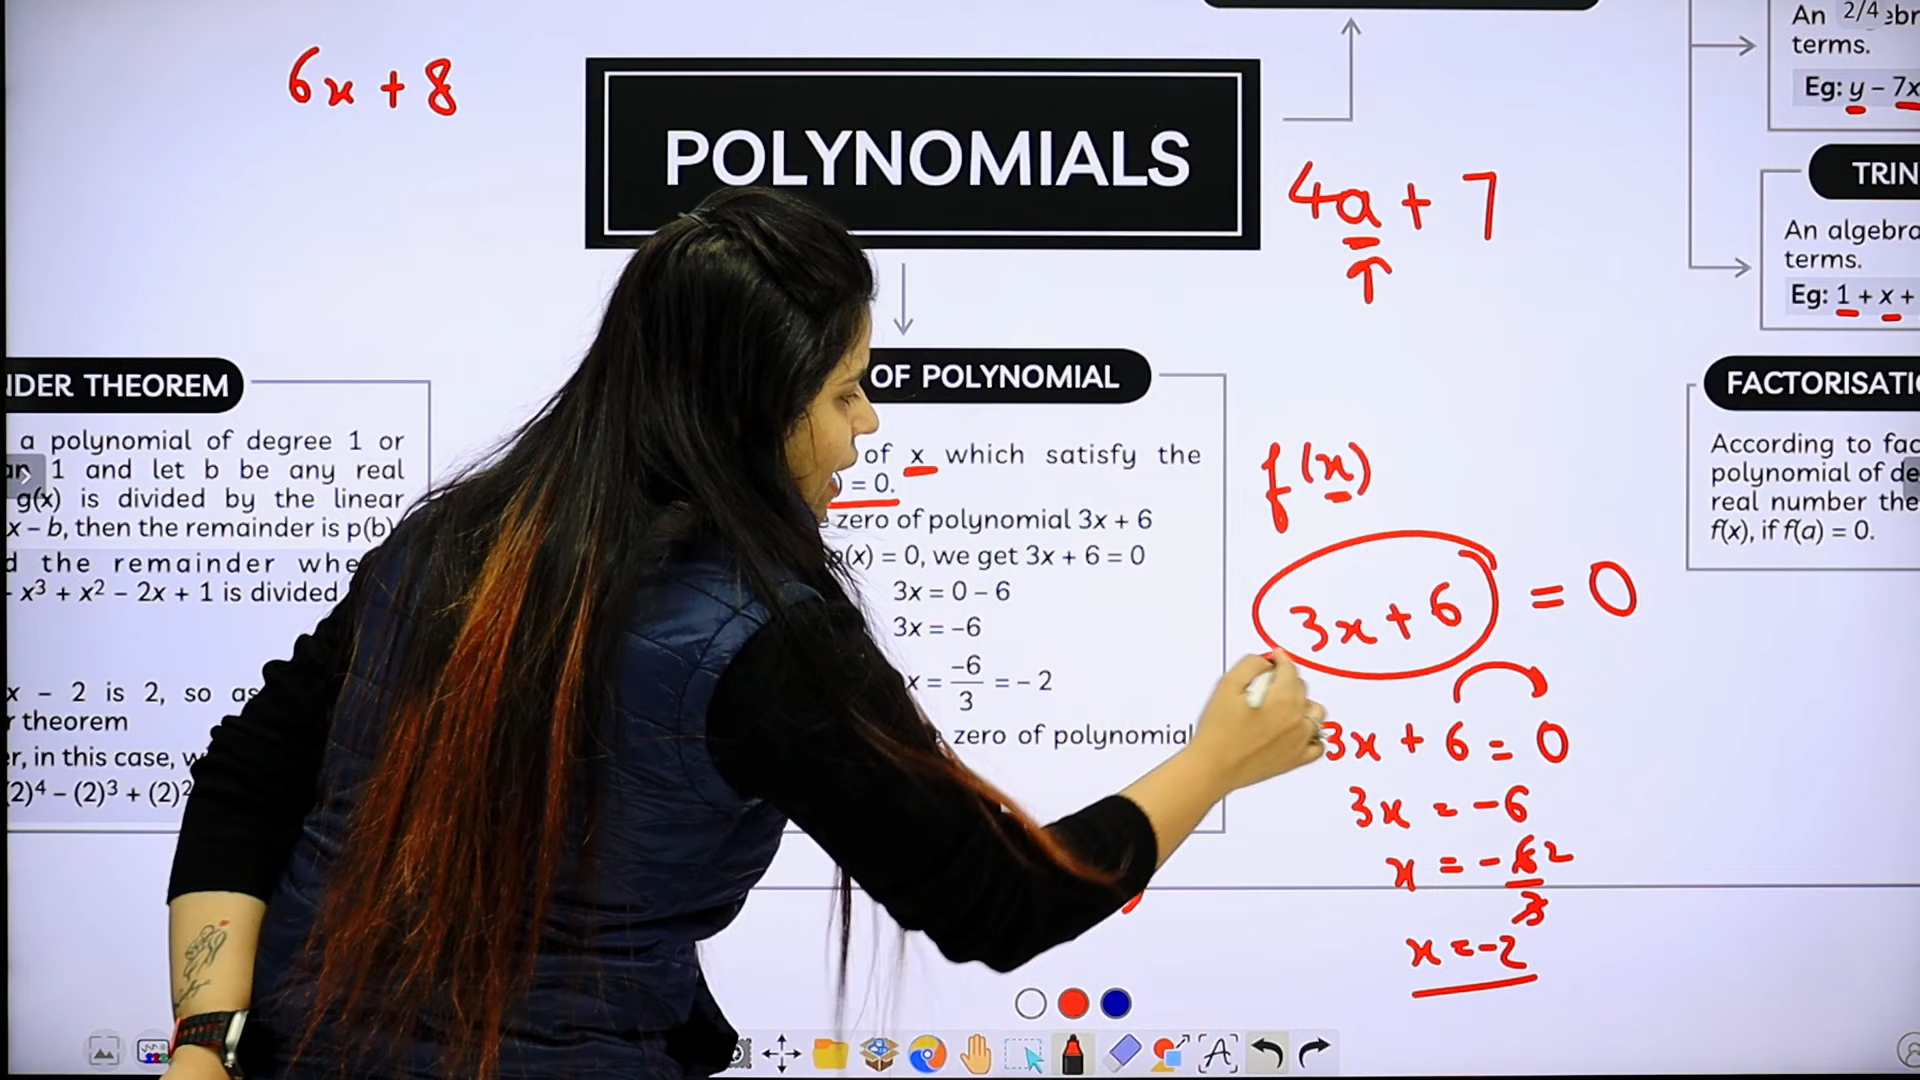 6x + 8
POLYNOMIALS
4a + 7
An 2/4
terms.
Eg: y – 7x
TRIN
An algebra
terms.
Eg: 1 + x +
NDER THEOREM
a polynomial of degree 1 or
1 and let b be any real
g(x) is divided by the linear
x – b, then the remainder is p(b)
the remainder whe
x³ + x² – 2x + 1 is divided
x – 2 is 2, so as
theorem
er, in this case, w
(2)⁴ – (2)³ + (2)²
OF POLYNOMIAL
of x which satisfy the
) = 0.
zero of polynomial 3x + 6
(x) = 0, we get 3x + 6 = 0
3x = 0 – 6
3x = –6
x = –6/3 = – 2
zero of polynomial
f(x)
3x + 6 = 0
3x + 6 = 0
3x = -6
x = -6 2
3
x = -2
FACTORISATI
According to fac
polynomial of de
real number the
f(x), if f(a) = 0.